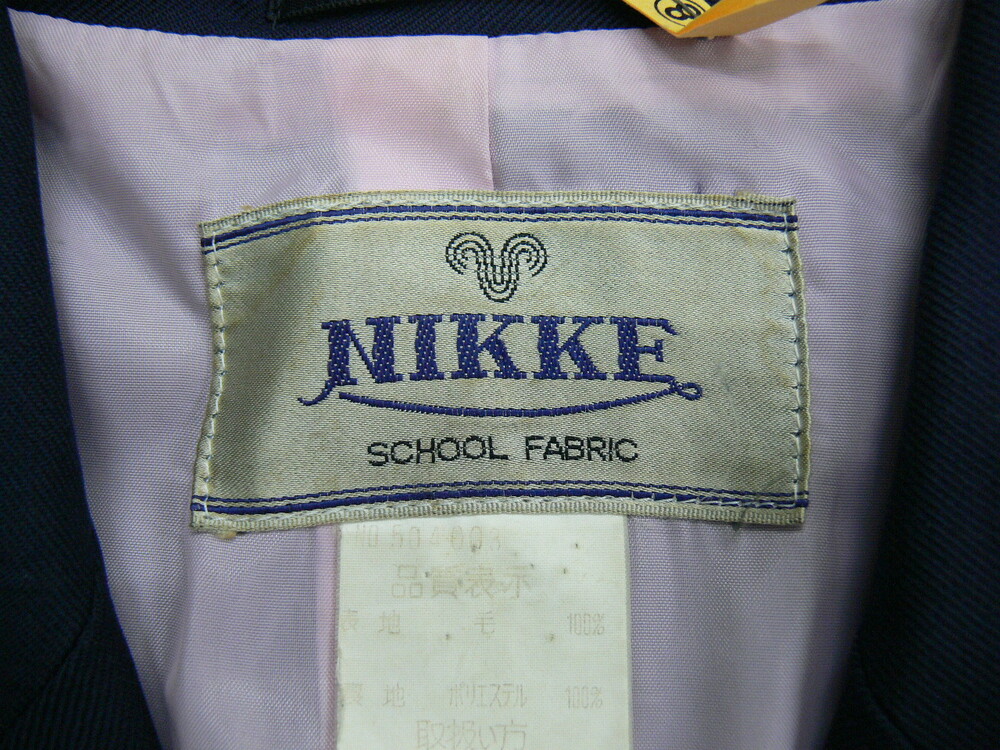 NIKKE
SCHOOL FABRIC
品質表示
表 地 毛 100%
裏 地 ポリエステル 100%
取扱い方